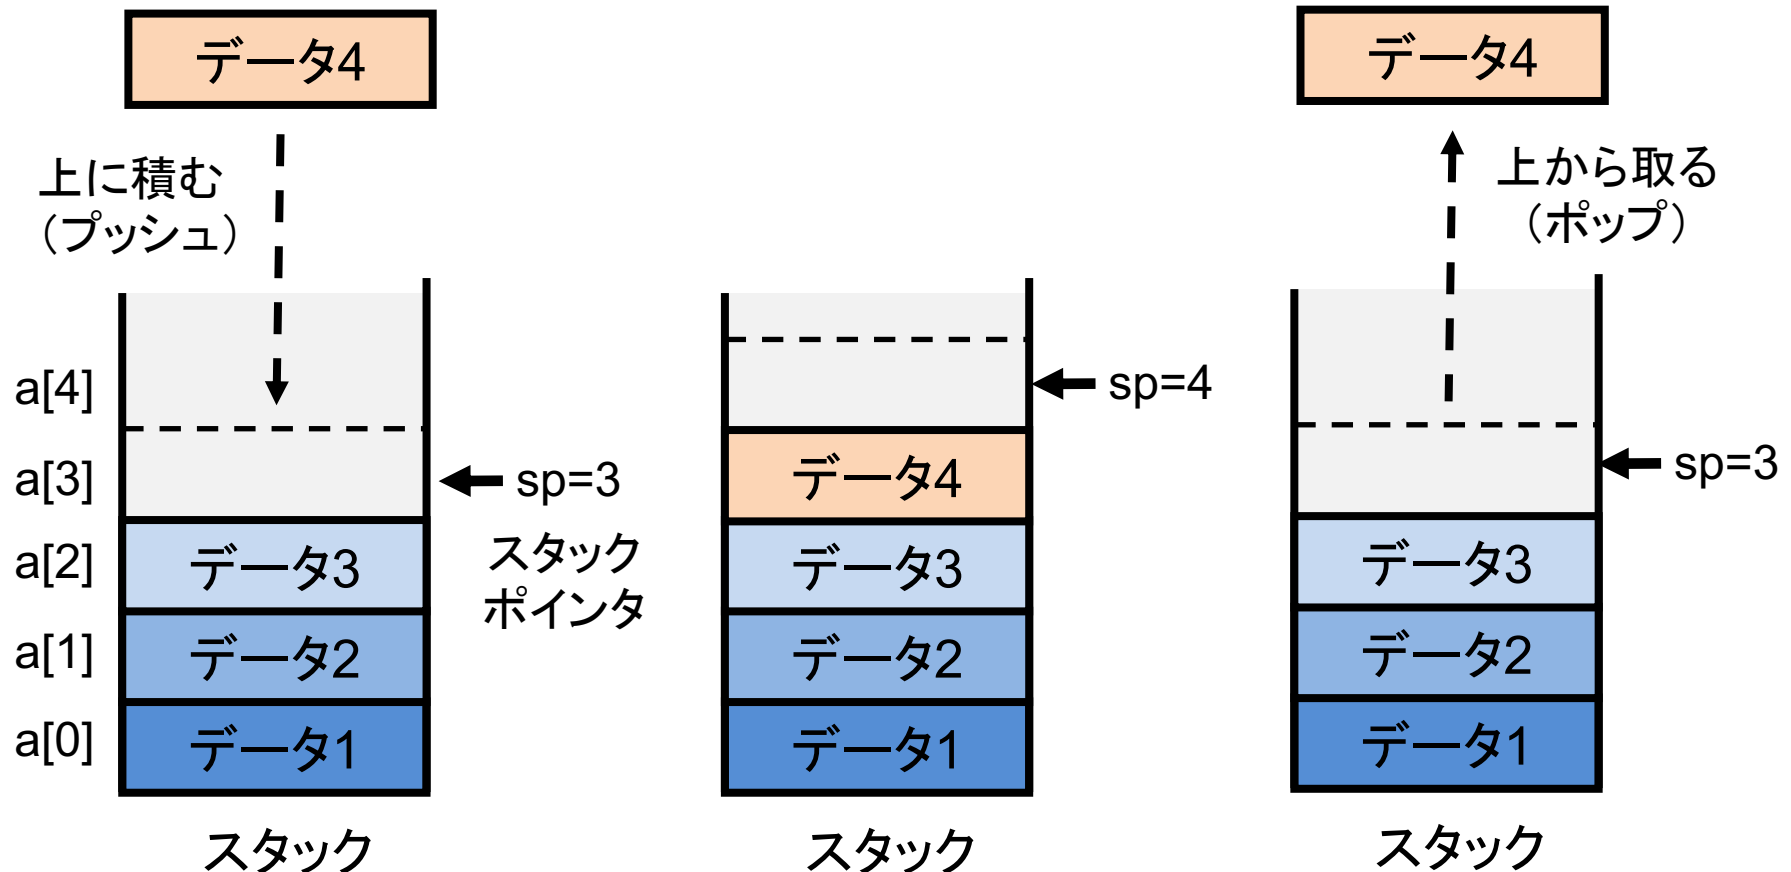 データ4
上に積む
（プッシュ）
a[4]
a[3]
a[2]
a[1]
a[0]
データ3
データ2
データ1
スタック
sp=3
スタック
ポインタ
sp=4
データ4
データ3
データ2
データ1
スタック
データ4
上から取る
（ポップ）
sp=3
データ3
データ2
データ1
スタック